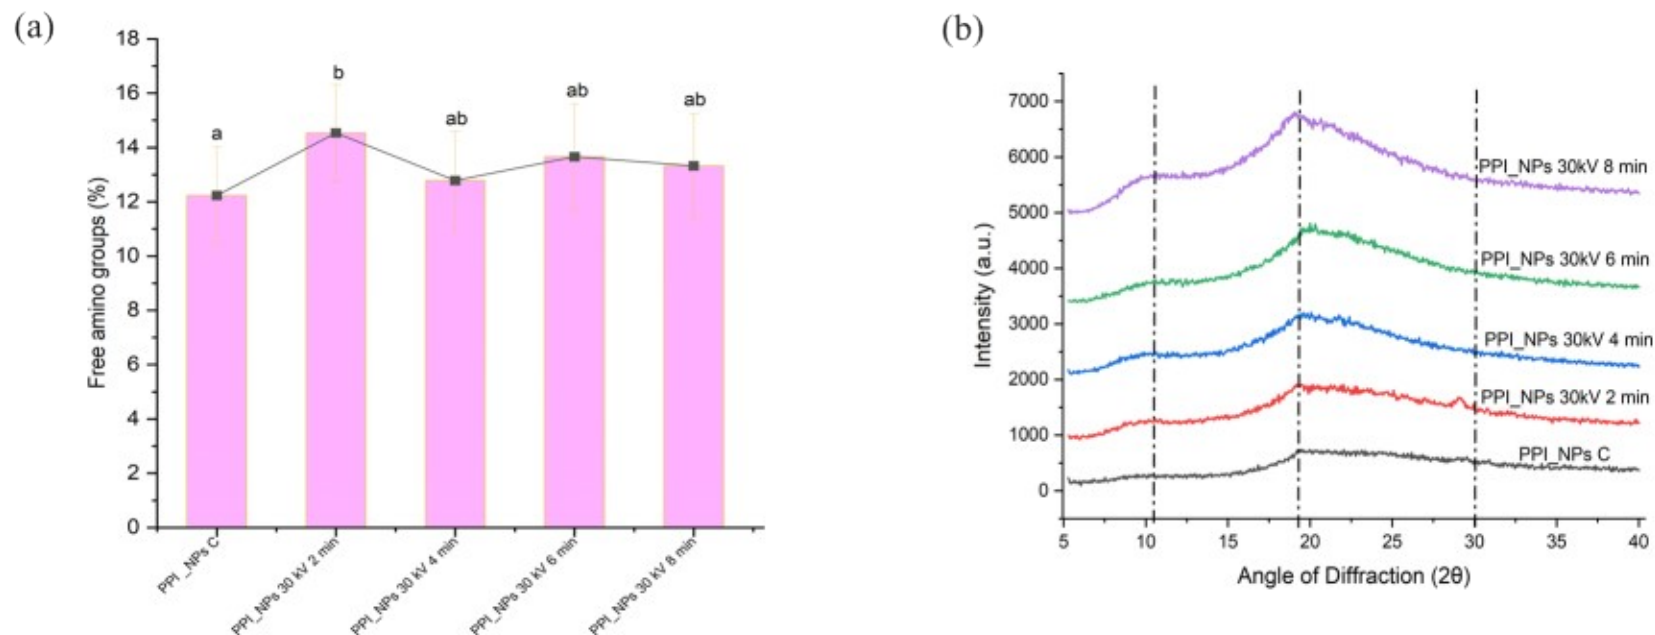 (a)
18
16
14
12
10
8
6
4
2
0
Free amino groups (%)
a
b
ab
ab
ab
PPI _NPs C
PPI_NPs 30 kV 2 min
PPI_NPs 30 kV 4 min
PPI_NPs 30 kV 6 min
PPI_NPs 30 kV 8 min
(b)
7000
6000
5000
4000
3000
2000
1000
0
Intensity (a.u.)
PPI_NPs 30kV 8 min
PPI_NPs 30kV 6 min
PPI_NPs 30kV 4 min
PPI_NPs 30kV 2 min
PPI_NPs C
5 10 15 20 25 30 35 40
Angle of Diffraction (2θ)